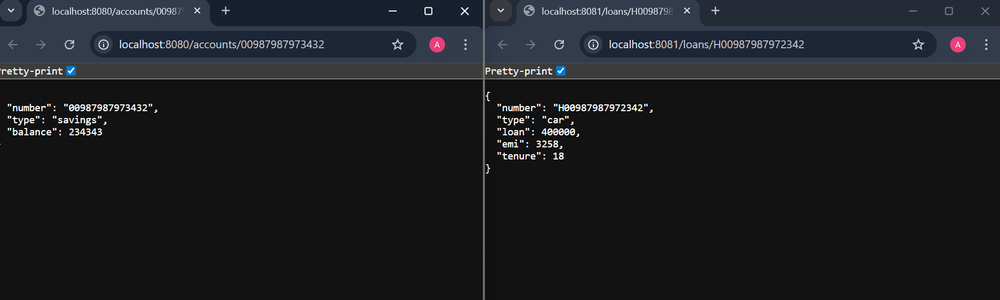 localhost:8080/accounts/00987
localhost:8080/accounts/00987987973432
A
retty-print
"number": "00987987973432",
"type": "savings",
"balance": 234343
localhost:8081/loans/H0098798
localhost:8081/loans/H00987987972342
A
Pretty-print
{
"number": "H00987987972342",
"type": "car",
"loan": 400000,
"emi": 3258,
"tenure": 18
}